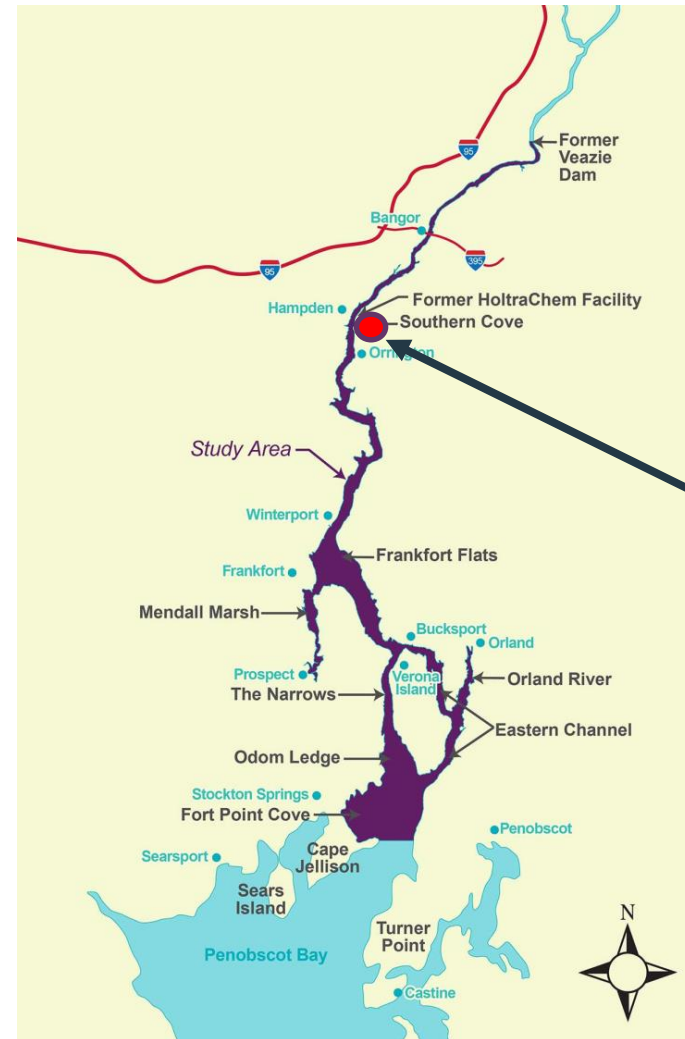 95
Former
Veazie
Dam
Bangor
95
395
Hampden
Former HoltraChem Facility
Southern Cove
Orrington
Study Area
Winterport
Frankfort Flats
Frankfort
Mendall Marsh
Bucksport
Orland
Prospect
Verona
Island
Orland River
The Narrows
Eastern Channel
Odom Ledge
Stockton Springs
Fort Point Cove
Penobscot
Cape
Jellison
Searsport
Sears
Island
Turner
Point
N
Penobscot Bay
Castine